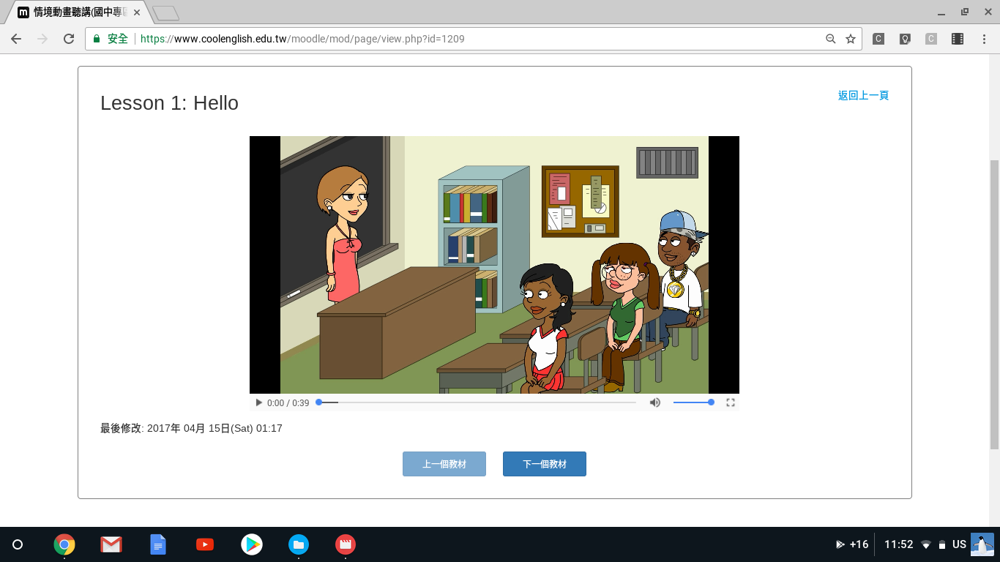 情境動畫聽講(國中專區
安全 https://www.coolenglish.edu.tw/moodle/mod/page/view.php?id=1209
Lesson 1: Hello
返回上一頁
0:00 / 0:39
最後修改: 2017年 04月 15日(Sat) 01:17
上一個教材
下一個教材
+16 11:52 US